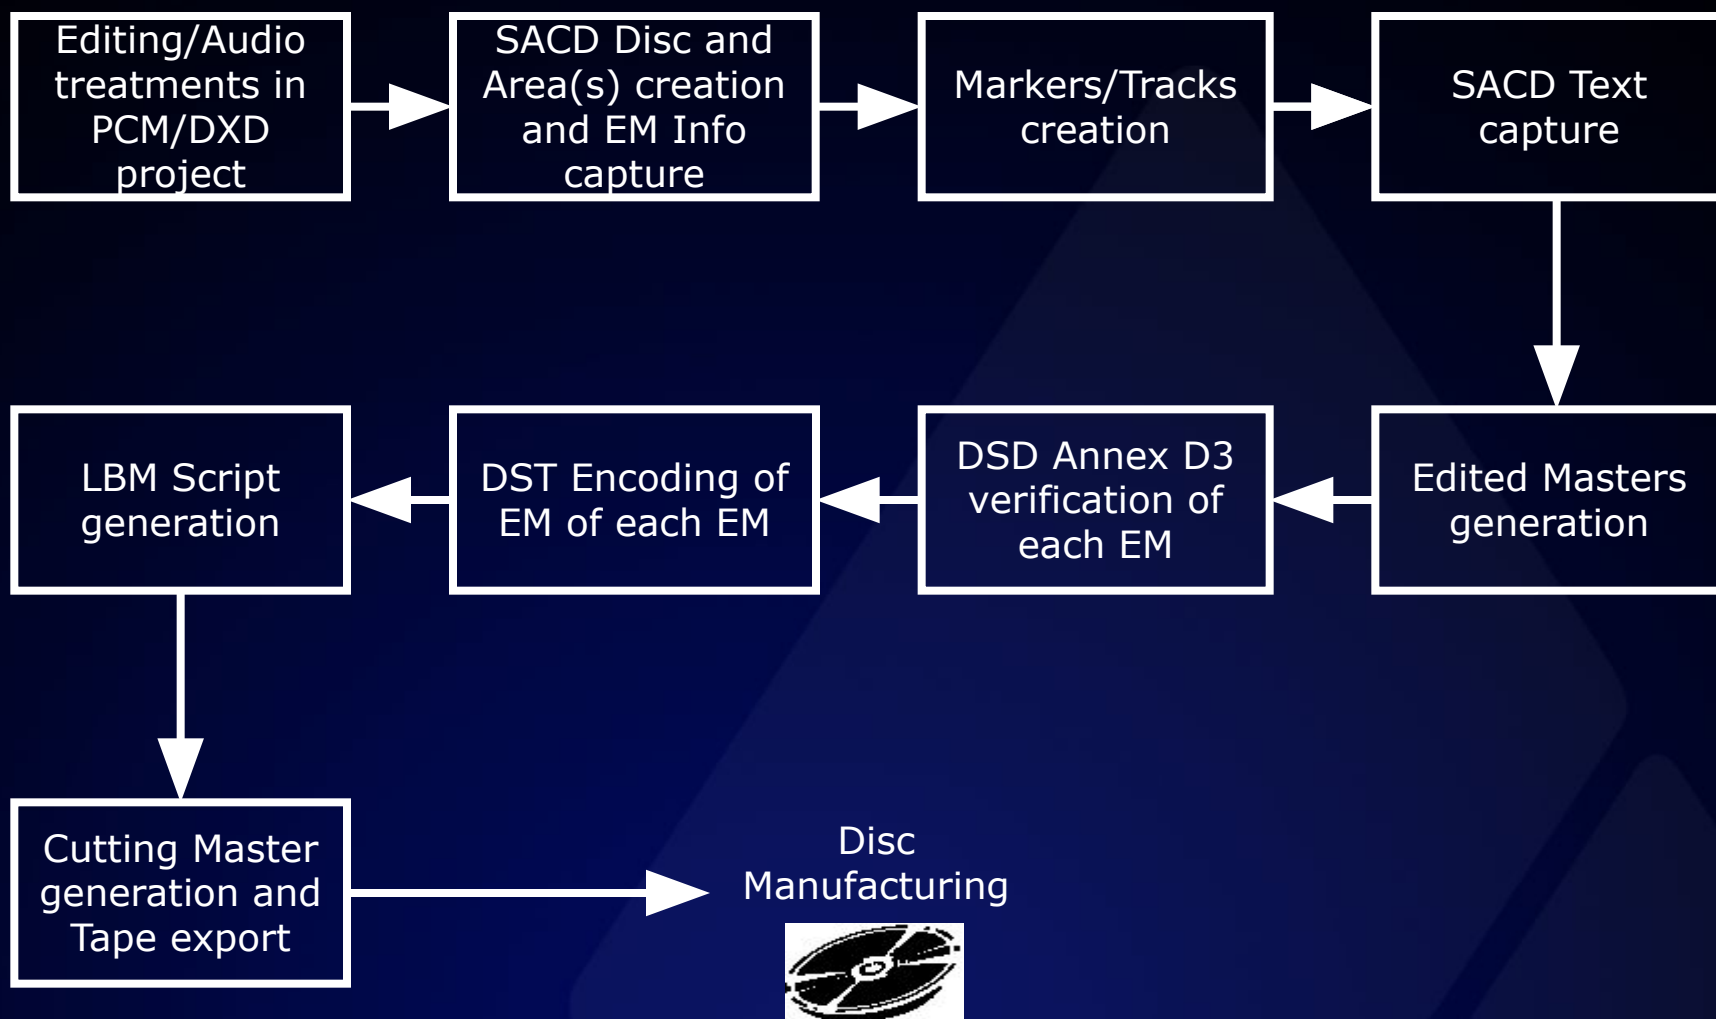 Editing/Audio
treatments in
PCM/DXD
project
SACD Disc and
Area(s) creation
and EM Info
capture
Markers/Tracks
creation
SACD Text
capture
Edited Masters
generation
DSD Annex D3
verification of
each EM
DST Encoding of
EM of each EM
LBM Script
generation
Cutting Master
generation and
Tape export
Disc
Manufacturing